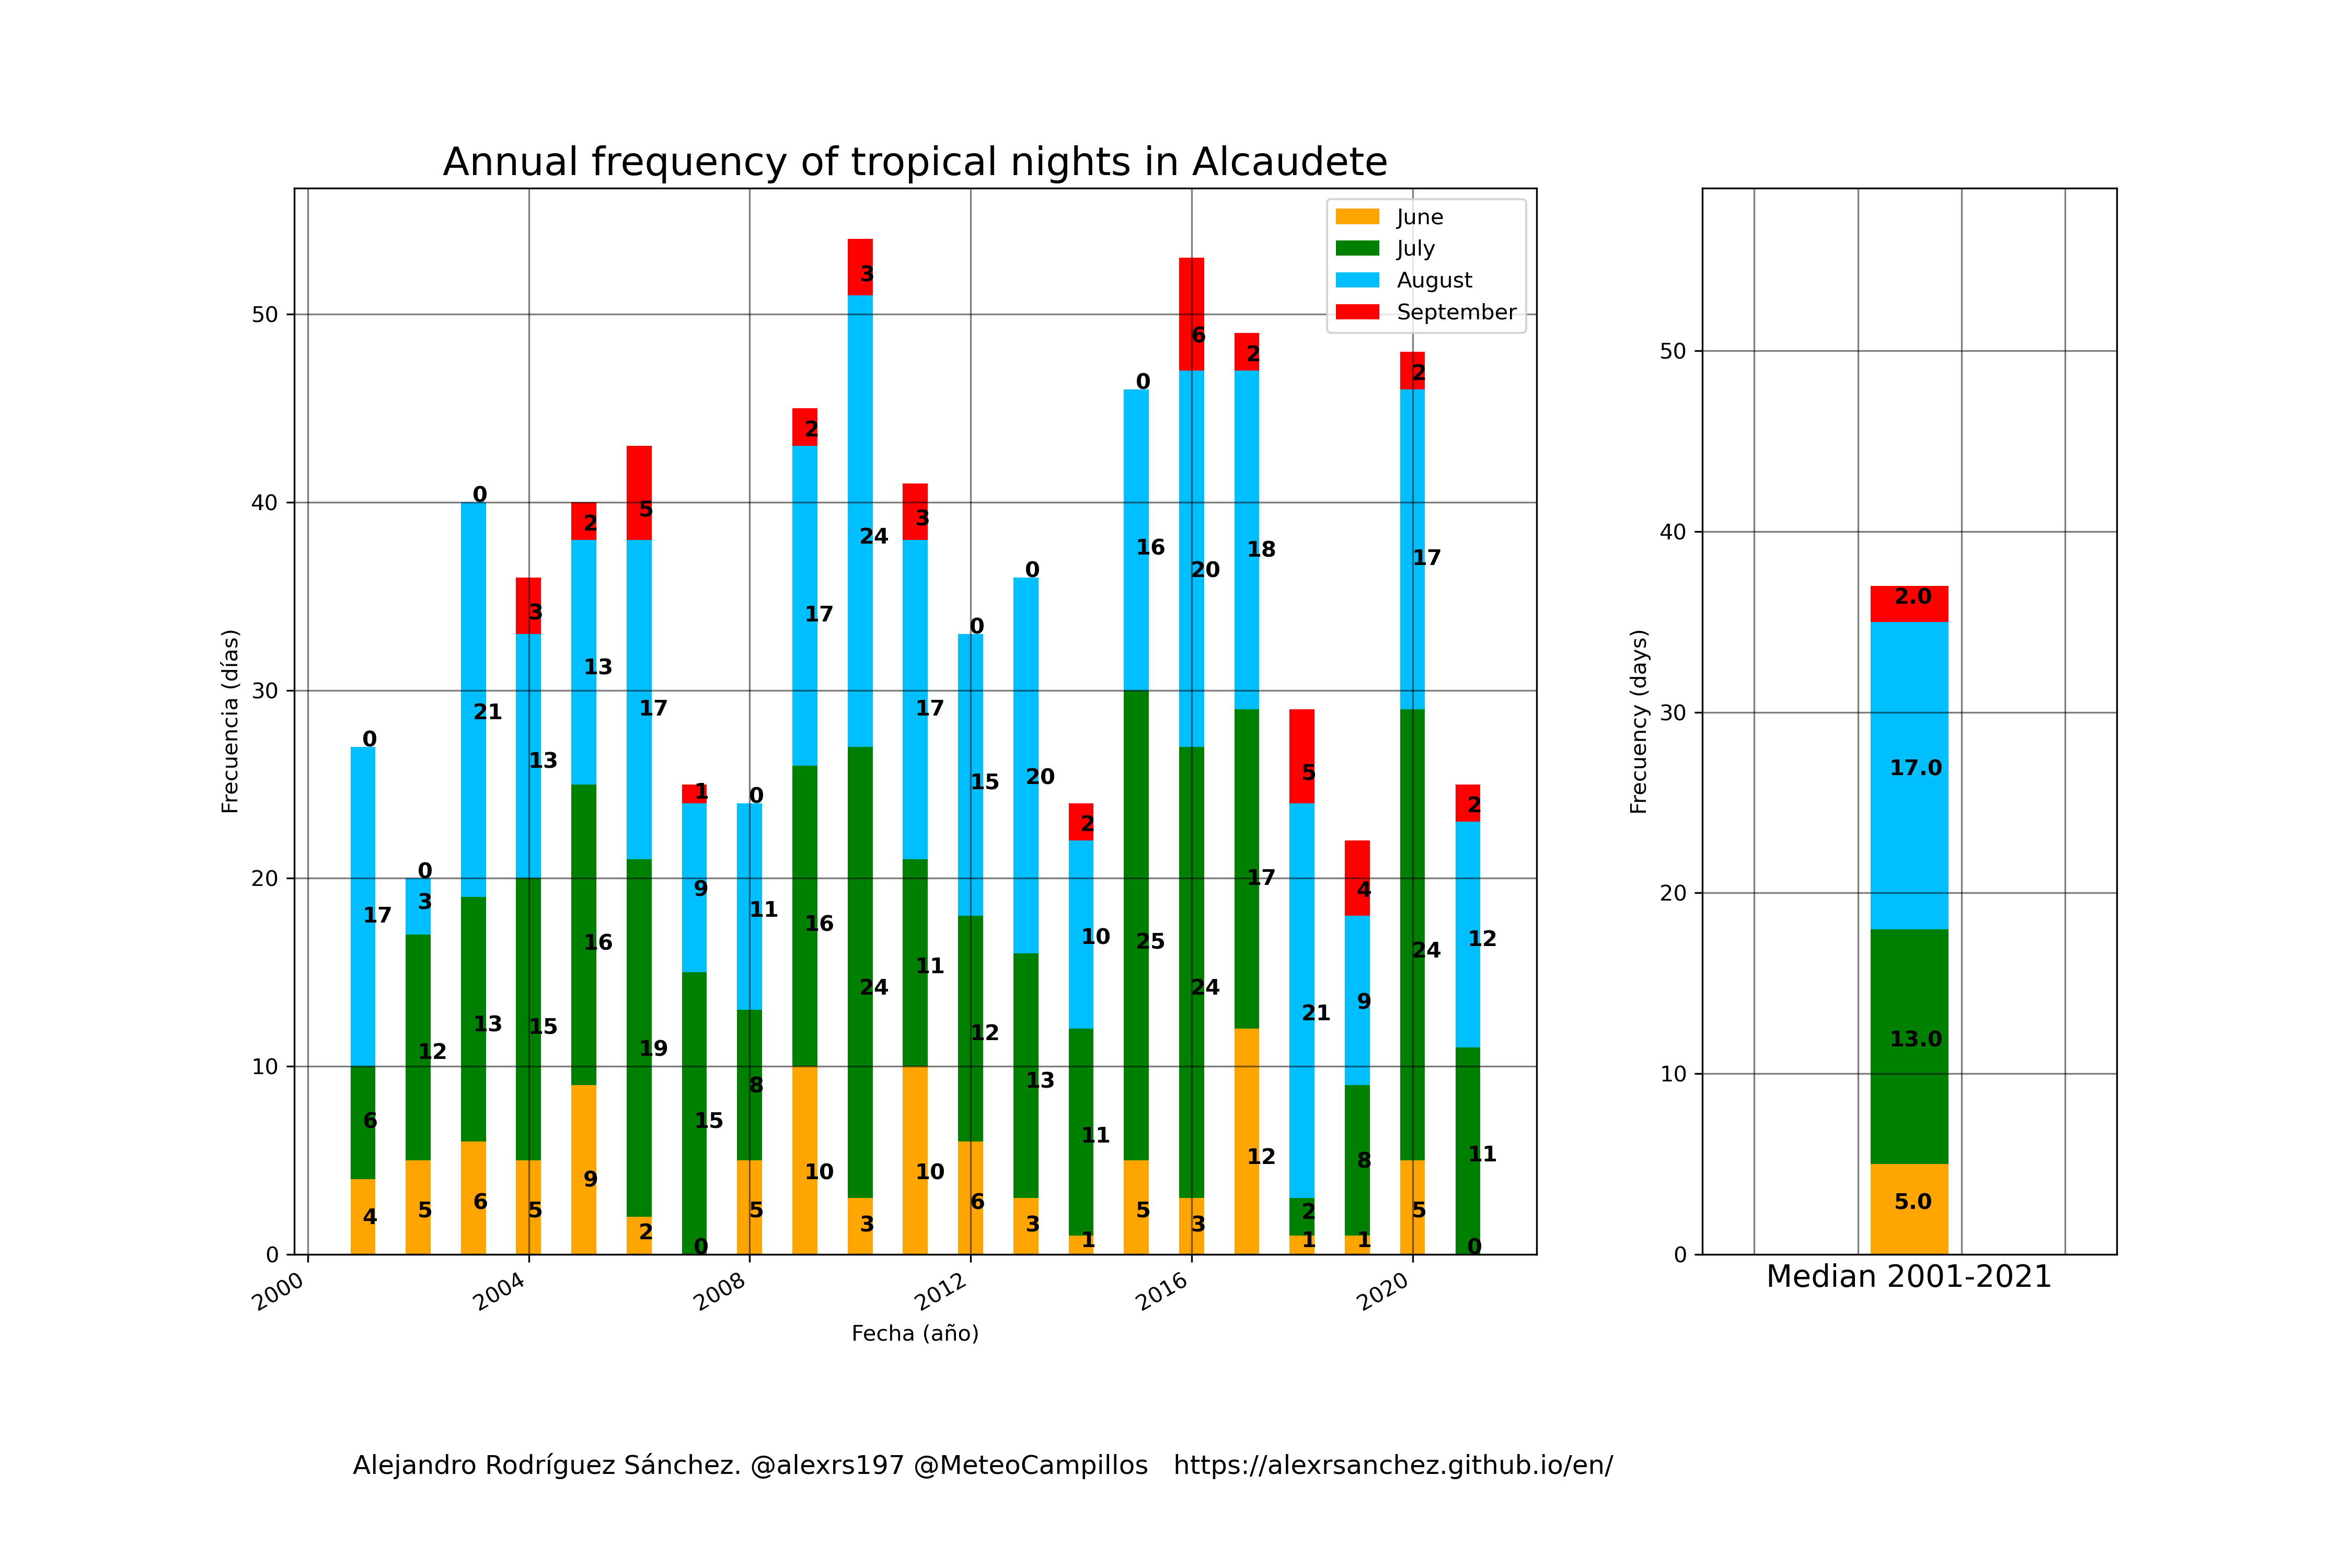 Annual frequency of tropical nights in Alcaudete
June
July
August
September
Frecuencia (días)
50
40
30
20
10
0
4 6 17 0
5 12 3 0
6 13 21 0
5 15 13 3
9 16 13 2
2 19 17 5
0 15 9 1
5 8 11 0
10 16 17 2
3 24 24 3
10 11 17 3
6 12 15 0
3 13 20 0
1 11 10 2
5 25 16 0
3 24 20 6
12 17 18 2
1 2 21 5
1 8 9 4
5 24 17 2
0 11 12 2
2000 2004 2008 2012 2016 2020
Fecha (año)
Frecuency (days)
50
40
30
20
10
0
2.0
17.0
13.0
5.0
Median 2001-2021
Alejandro Rodríguez Sánchez. @alexrs197 @MeteoCampillos https://alexrsanchez.github.io/en/